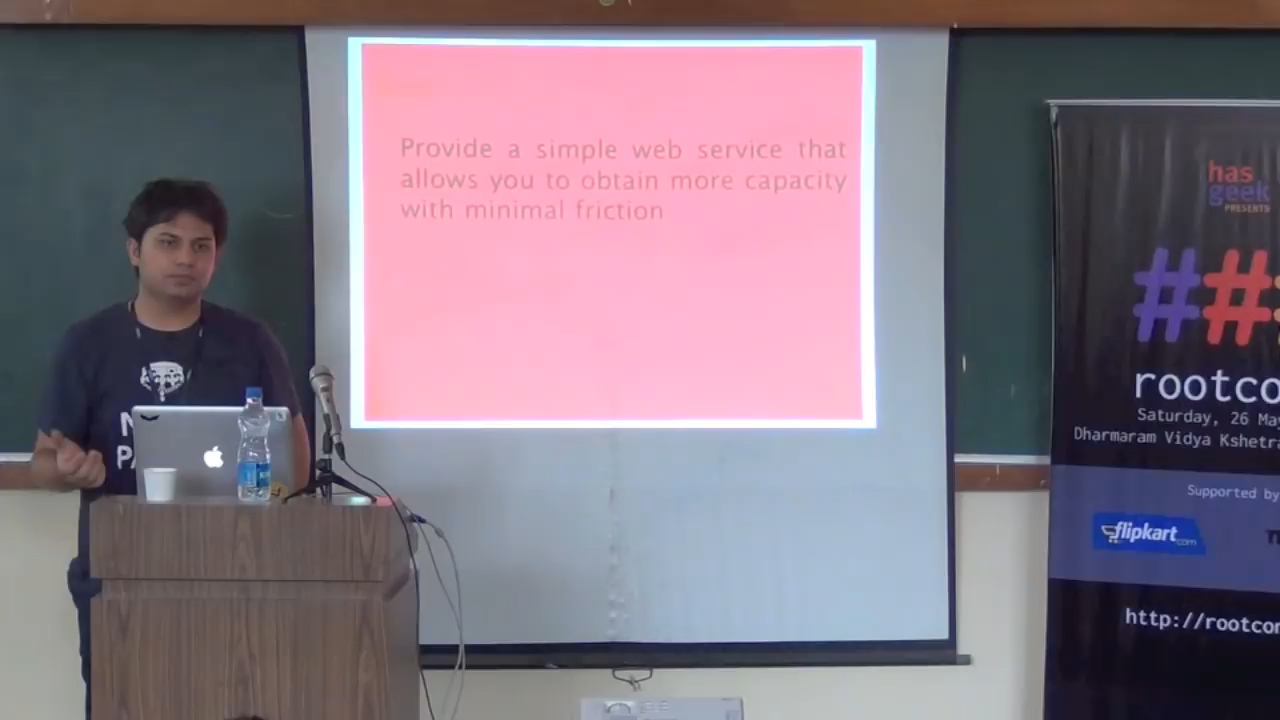 Provide a simple web service that
allows you to obtain more capacity
with minimal friction
has
geek
PRESENTS
###
rootco
Saturday, 26 May
Dharmaram Vidya Kshetra
Supported by
flipkart.com
http://rootcon